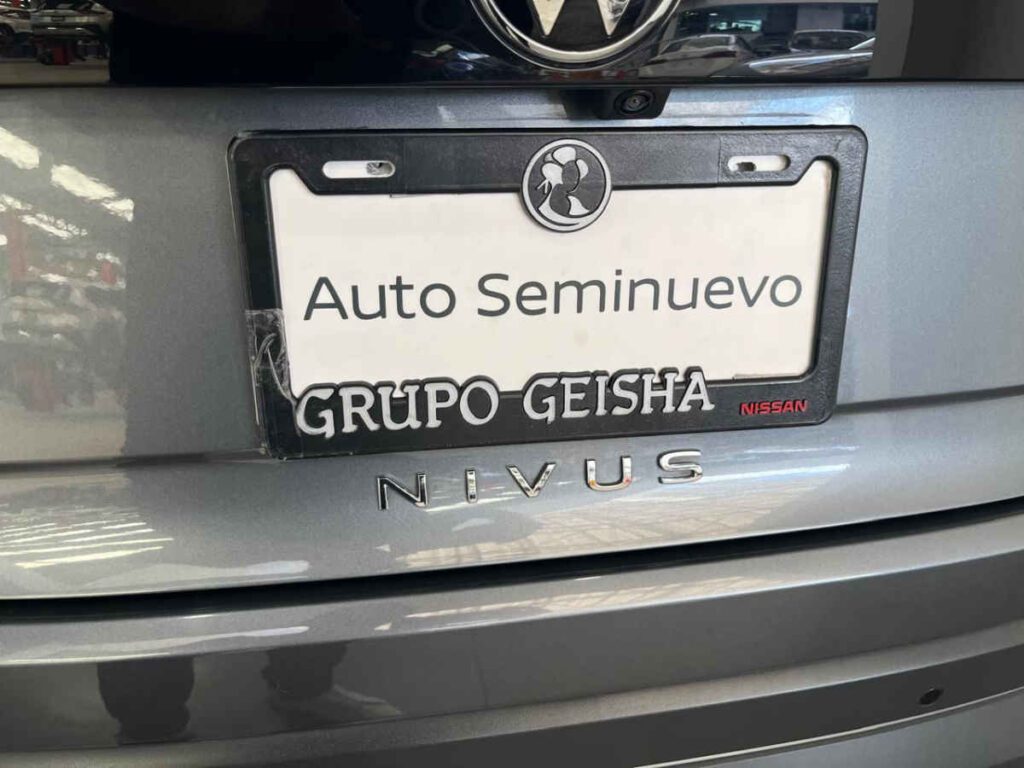 Auto Seminuevo
GRUPO GEISHA
NISSAN
NIVUS